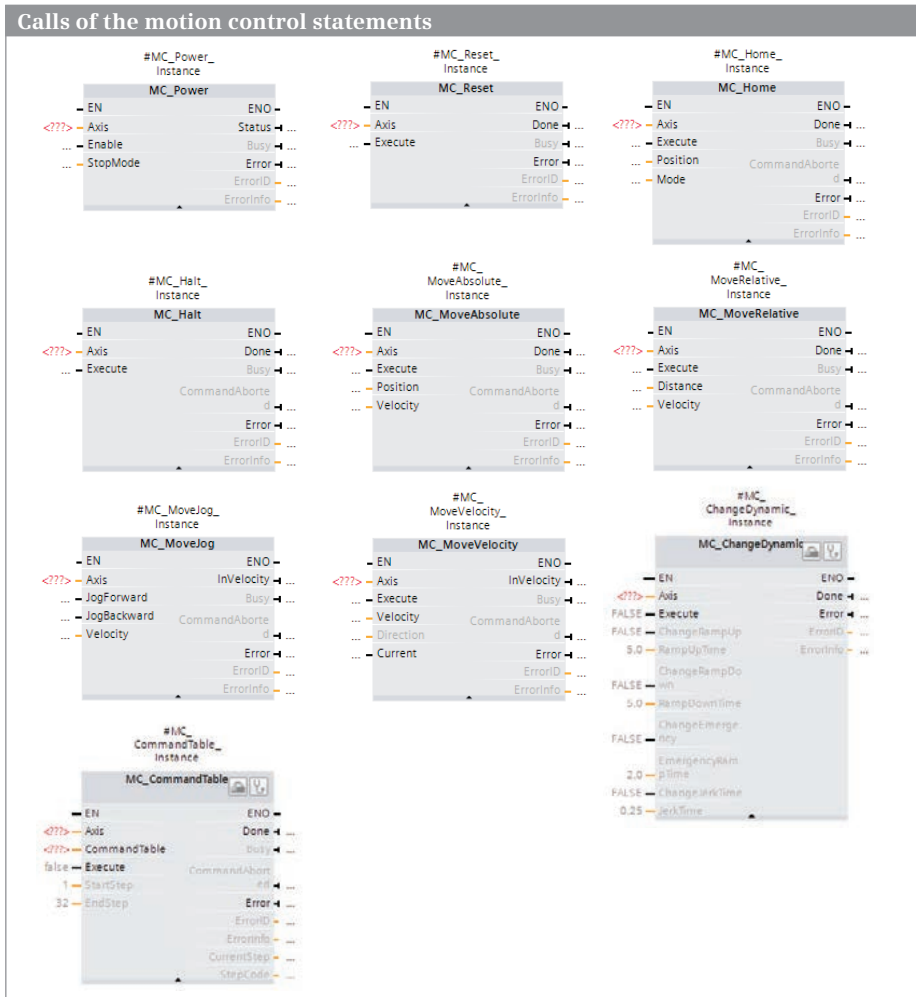 Calls of the motion control statements
#MC_Power_
Instance
MC_Power
EN
ENO
<???>
Axis
Status
...
...
Enable
Busy
...
...
StopMode
Error
...
ErrorID
...
ErrorInfo
...
#MC_Reset_
Instance
MC_Reset
EN
ENO
<???>
Axis
Done
...
...
Execute
Busy
...
Error
...
ErrorID
...
ErrorInfo
...
#MC_Home_
Instance
MC_Home
EN
ENO
<???>
Axis
Done
...
...
Execute
Busy
...
...
Position
CommandAborte
...
Mode
d
...
Error
...
ErrorID
...
ErrorInfo
...
#MC_Halt_
Instance
MC_Halt
EN
ENO
<???>
Axis
Done
...
...
Execute
Busy
...
CommandAborte
d
...
Error
...
ErrorID
...
ErrorInfo
...
#MC_
MoveAbsolute_
Instance
MC_MoveAbsolute
EN
ENO
<???>
Axis
Done
...
...
Execute
Busy
...
...
Position
CommandAborte
...
Velocity
d
...
Error
...
ErrorID
...
ErrorInfo
...
#MC_
MoveRelative_
Instance
MC_MoveRelative
EN
ENO
<???>
Axis
Done
...
...
Execute
Busy
...
...
Distance
CommandAborte
...
Velocity
d
...
Error
...
ErrorID
...
ErrorInfo
...
#MC_MoveJog_
Instance
MC_MoveJog
EN
ENO
<???>
Axis
InVelocity
...
...
JogForward
Busy
...
...
JogBackward
CommandAborte
...
Velocity
d
...
Error
...
ErrorID
...
ErrorInfo
...
#MC_
MoveVelocity_
Instance
MC_MoveVelocity
EN
ENO
<???>
Axis
InVelocity
...
...
Execute
Busy
...
...
Velocity
CommandAborte
...
Direction
d
...
...
Current
Error
...
ErrorID
...
ErrorInfo
...
#MC_
ChangeDynamic_
Instance
MC_ChangeDynamic
EN
ENO
<???>
Axis
Done
...
FALSE
Execute
Error
...
FALSE
ChangeRampUp
ErrorID
...
5.0
RampUpTime
ErrorInfo
...
ChangeRampDo
FALSE
wn
5.0
RampDownTime
ChangeEmerge
FALSE
ncy
EmergencyRam
2.0
pTime
FALSE
ChangeJerkTime
0.25
JerkTime
#MC_
CommandTable_
Instance
MC_CommandTable
EN
ENO
<???>
Axis
Done
...
<???>
CommandTable
Busy
...
false
Execute
CommandAbort
1
StartStep
ed
...
32
EndStep
Error
...
ErrorID
...
ErrorInfo
...
CurrentStep
...
StepCode
...